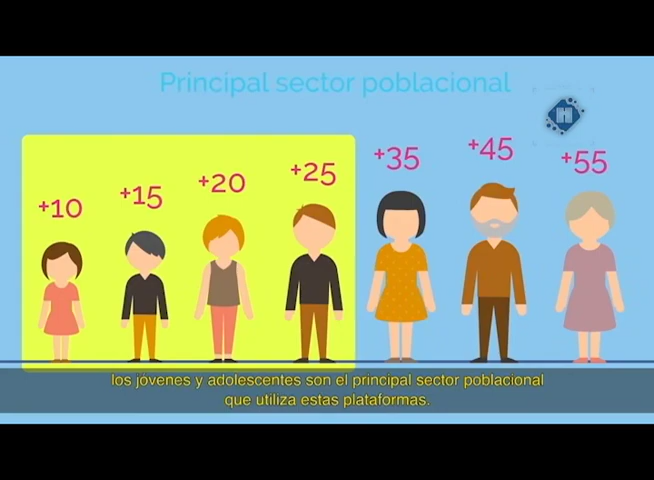 Principal sector poblacional
H
+10
+15
+20
+25
+35
+45
+55
los jóvenes y adolescentes son el principal sector poblacional
que utiliza estas plataformas.